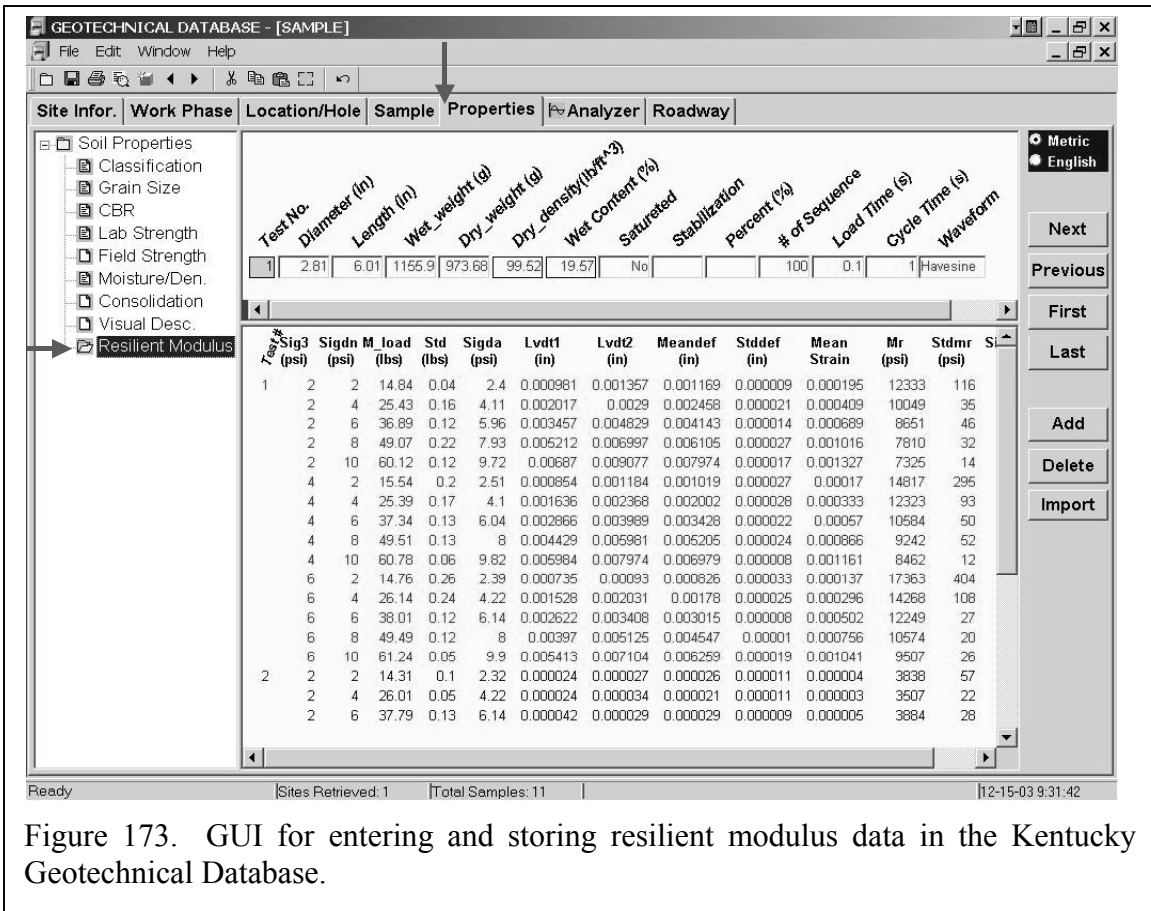 GEOTECHNICAL DATABASE - [SAMPLE]
File Edit Window Help
Site Infor. Work Phase Location/Hole Sample Properties Analyzer Roadway
Soil Properties
Classification
Grain Size
CBR
Lab Strength
Field Strength
Moisture/Den.
Consolidation
Visual Desc.
Resilient Modulus
Test No. Diameter (in) Length (in) Wet_weight (g) Dry_weight (g) Dry_density(lb/ft^3) Wet Content (%) Satureted Stabilization Percent (%) # of Sequence Load Time (s) Cycle Time (s) Waveform
1 2.81 6.01 1155.9 973.68 99.52 19.57 No 100 0.1 1 Havesine
Test # Sig3 Sigdn M_load Std Sigda Lvdt1 Lvdt2 Meandef Stddef Mean Mr Stdmr Si
(psi) (psi) (lbs) (lbs) (psi) (in) (in) (in) (in) Strain (psi) (psi)
1 2 2 14.84 0.04 2.4 0.000981 0.001357 0.001169 0.000009 0.000195 12333 116
2 4 25.43 0.16 4.11 0.002017 0.0029 0.002458 0.000021 0.000409 10049 35
2 6 36.89 0.12 5.96 0.003457 0.004829 0.004143 0.000014 0.000689 8651 46
2 8 49.07 0.22 7.93 0.005212 0.006997 0.006105 0.000027 0.001016 7810 32
2 10 60.12 0.12 9.72 0.00687 0.009077 0.007974 0.000017 0.001327 7325 14
4 2 15.54 0.2 2.51 0.000854 0.001184 0.001019 0.000027 0.00017 14817 295
4 4 25.39 0.17 4.1 0.001636 0.002368 0.002002 0.000028 0.000333 12323 93
4 6 37.34 0.13 6.04 0.002866 0.003989 0.003428 0.000022 0.00057 10584 50
4 8 49.51 0.13 8 0.004429 0.005981 0.005205 0.000024 0.000866 9242 52
4 10 60.78 0.06 9.82 0.005984 0.007974 0.006979 0.000008 0.001161 8462 12
6 2 14.76 0.26 2.39 0.000735 0.00093 0.000826 0.000033 0.000137 17363 404
6 4 26.14 0.24 4.22 0.001528 0.002031 0.00178 0.000025 0.000296 14268 108
6 6 38.01 0.12 6.14 0.002622 0.003408 0.003015 0.000008 0.000502 12249 27
6 8 49.49 0.12 8 0.00397 0.005125 0.004547 0.00001 0.000756 10574 20
6 10 61.24 0.05 9.9 0.005413 0.007104 0.006259 0.000019 0.001041 9507 26
2 2 2 14.31 0.1 2.32 0.000024 0.000027 0.000026 0.000011 0.000004 3838 57
2 4 26.01 0.05 4.22 0.000024 0.000034 0.000021 0.000011 0.000003 3507 22
2 6 37.79 0.13 6.14 0.000042 0.000029 0.000029 0.000009 0.000005 3884 28
Metric
English
Next
Previous
First
Last
Add
Delete
Import
Ready Sites Retrieved: 1 Total Samples: 11 12-15-03 9:31:42
Figure 173. GUI for entering and storing resilient modulus data in the Kentucky
Geotechnical Database.